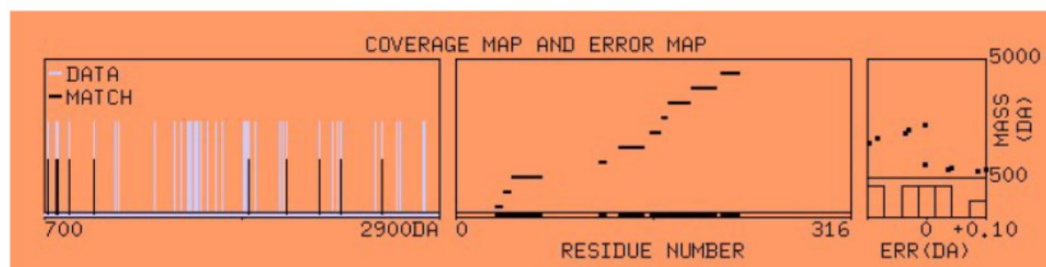 COVERAGE MAP AND ERROR MAP
DATA
MATCH
700
2900DA
0
316
RESIDUE NUMBER
5000
MASS
(DA)
500
0
+0.10
ERR(DA)